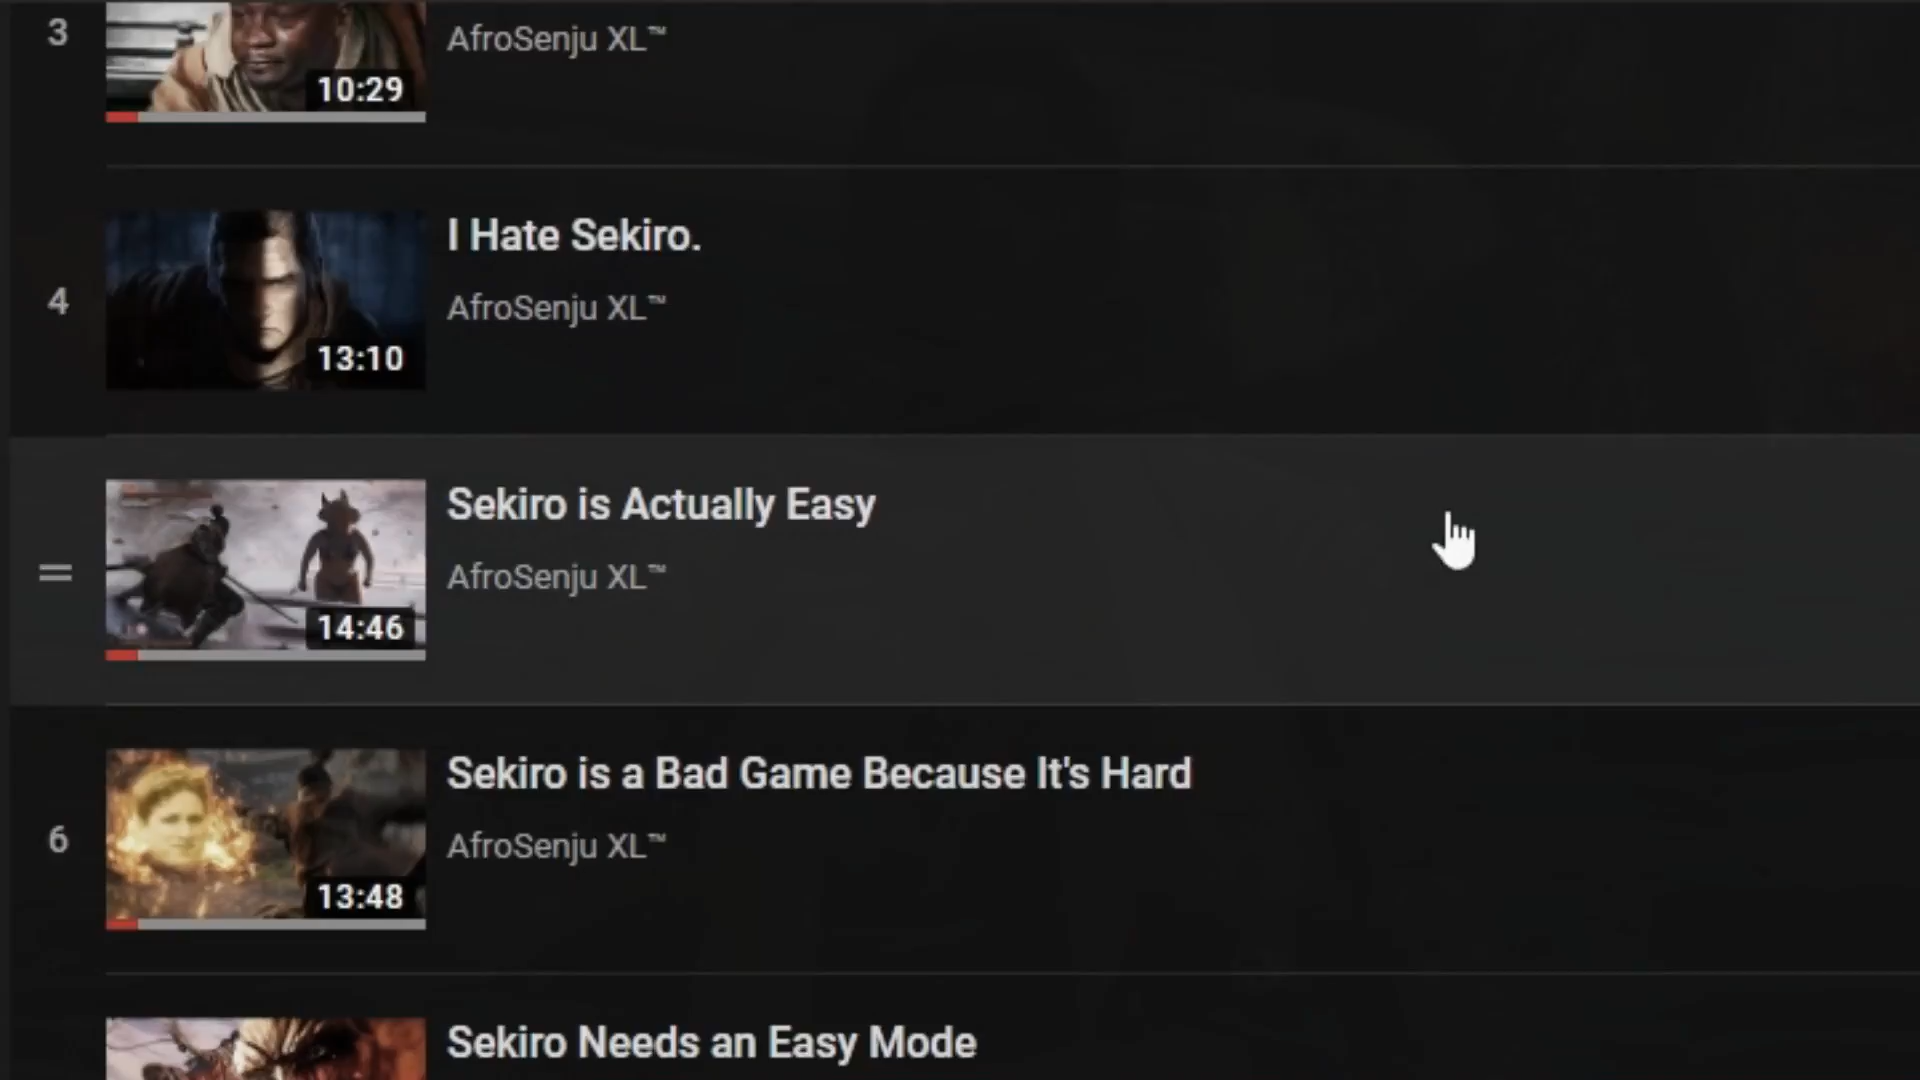 3
AfroSenju XL™
10:29
I Hate Sekiro.
4
AfroSenju XL™
13:10
Sekiro is Actually Easy
AfroSenju XL™
14:46
Sekiro is a Bad Game Because It's Hard
6
AfroSenju XL™
13:48
Sekiro Needs an Easy Mode